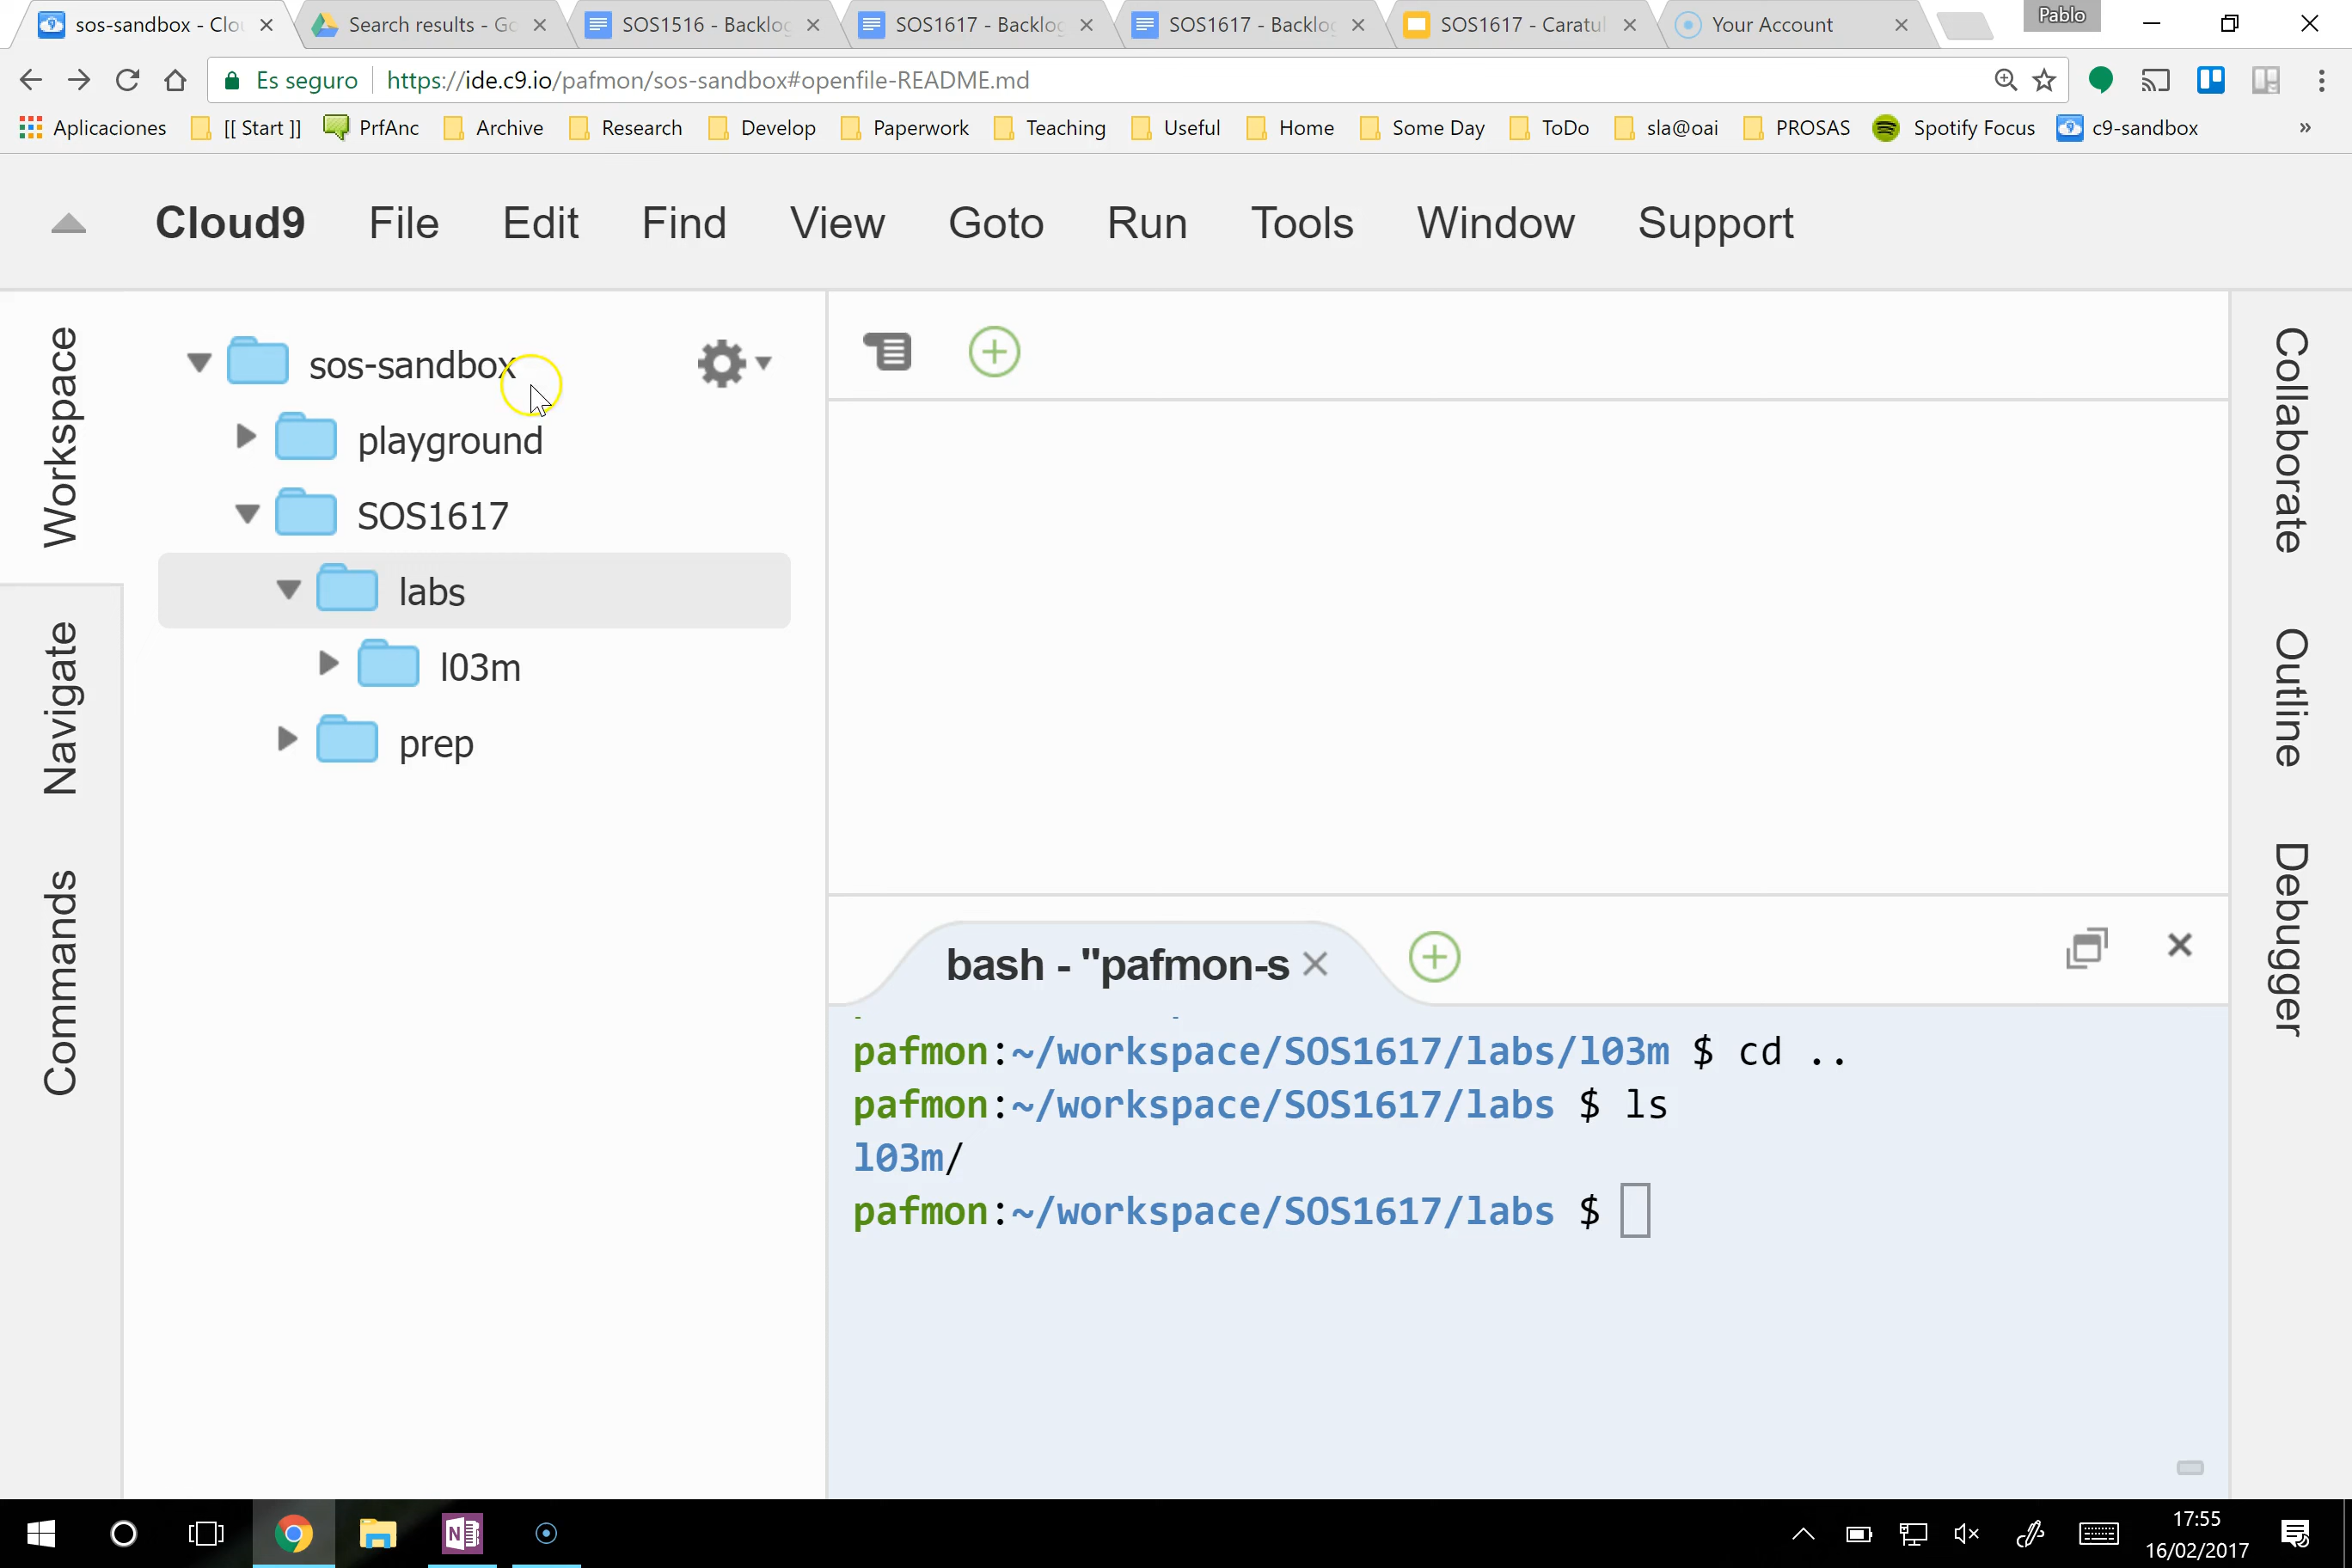 sos-sandbox - Clo
Search results - Go
SOS1516 - Backlog
SOS1617 - Backlog
SOS1617 - Backlog
SOS1617 - Caratul
Your Account
Pablo
Es seguro
https://ide.c9.io/pafmon/sos-sandbox#openfile-README.md
Aplicaciones
[[ Start ]]
PrfAnc
Archive
Research
Develop
Paperwork
Teaching
Useful
Home
Some Day
ToDo
sla@oai
PROSAS
Spotify Focus
c9-sandbox
»
Cloud9 File Edit Find View Goto Run Tools Window Support
Workspace
Navigate
Commands
sos-sandbox
playground
SOS1617
labs
l03m
prep
Collaborate
Outline
Debugger
bash - "pafmon-s
pafmon:~/workspace/SOS1617/labs/l03m $ cd ..
pafmon:~/workspace/SOS1617/labs $ ls
l03m/
pafmon:~/workspace/SOS1617/labs $
17:55
16/02/2017